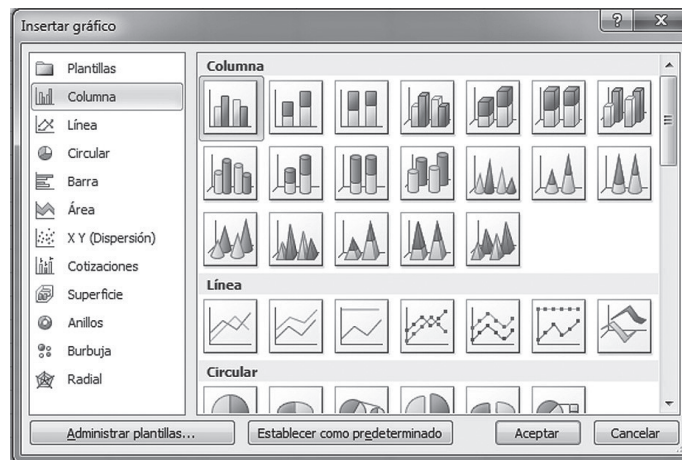 Insertar gráfico
Plantillas
Columna
Línea
Circular
Barra
Área
X Y (Dispersión)
Cotizaciones
Superficie
Anillos
Burbuja
Radial
Columna
Línea
Circular
Administrar plantillas...
Establecer como predeterminado
Aceptar
Cancelar